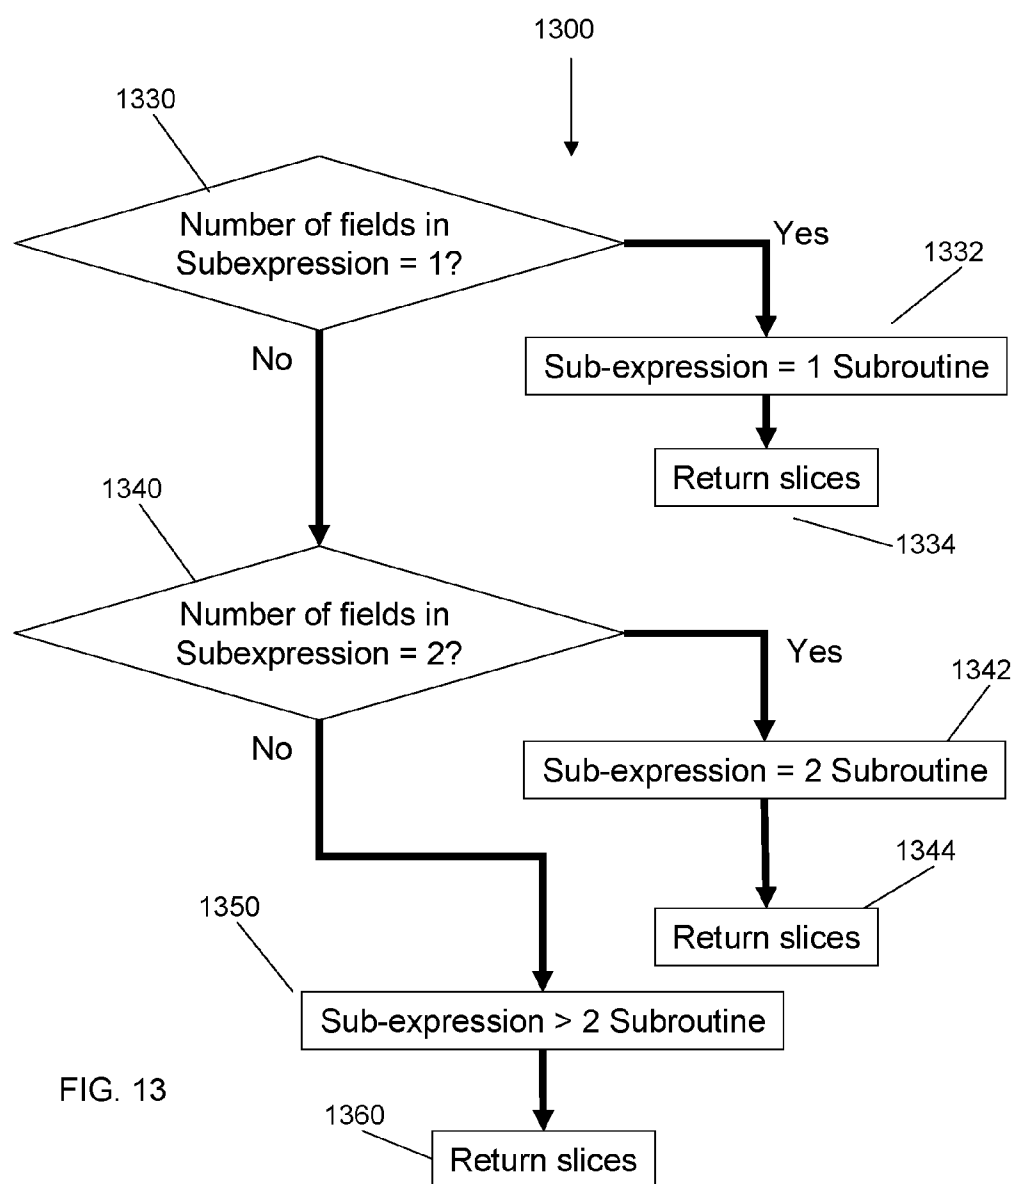 1300
1330
Number of fields in
Subexpression = 1?
Yes
1332
No
Sub-expression = 1 Subroutine
Return slices
1334
1340
Number of fields in
Subexpression = 2?
Yes
1342
No
Sub-expression = 2 Subroutine
1344
Return slices
1350
Sub-expression > 2 Subroutine
FIG. 13
1360
Return slices